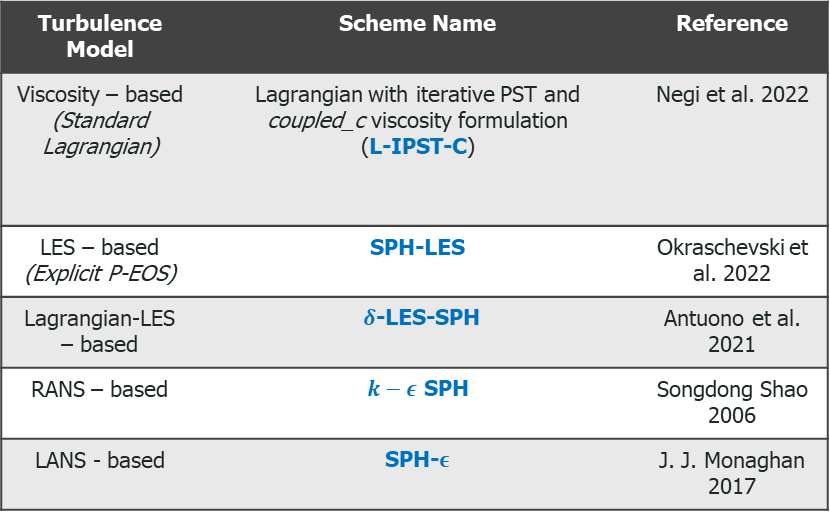 Turbulence Model Scheme Name Reference
Viscosity – based (Standard Lagrangian)
Lagrangian with iterative PST and
coupled_c viscosity formulation
(L-IPST-C)
Negi et al. 2022
LES – based
(Explicit P-EOS)
SPH-LES
Okraschevski et
al. 2022
Lagrangian-LES
– based
δ-LES-SPH
Antuono et al.
2021
RANS – based
k − ϵ SPH
Songdong Shao
2006
LANS - based
SPH-ϵ
J. J. Monaghan
2017